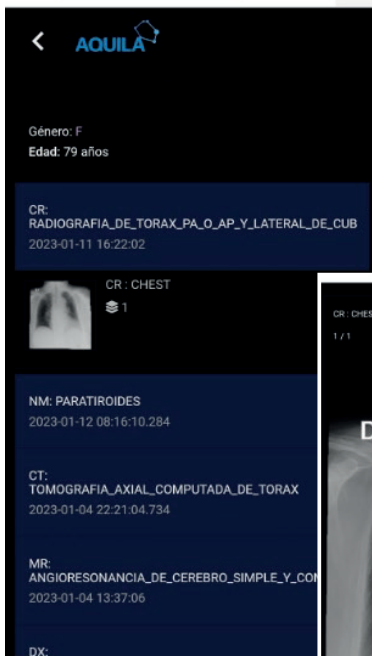 AQUILA
Género: F
Edad: 79 años
CR:
RADIOGRAFIA_DE_TORAX_PA_O_AP_Y_LATERAL_DE_CUB
2023-01-11 16:22:02
CR : CHEST
1
CR : CHES
1 / 1
D
NM: PARATIROIDES
2023-01-12 08:16:10.284
CT:
TOMOGRAFIA_AXIAL_COMPUTADA_DE_TORAX
2023-01-04 22:21:04.734
MR:
ANGIORESONANCIA_DE_CEREBRO_SIMPLE_Y_CON
2023-01-04 13:37:06
DX: